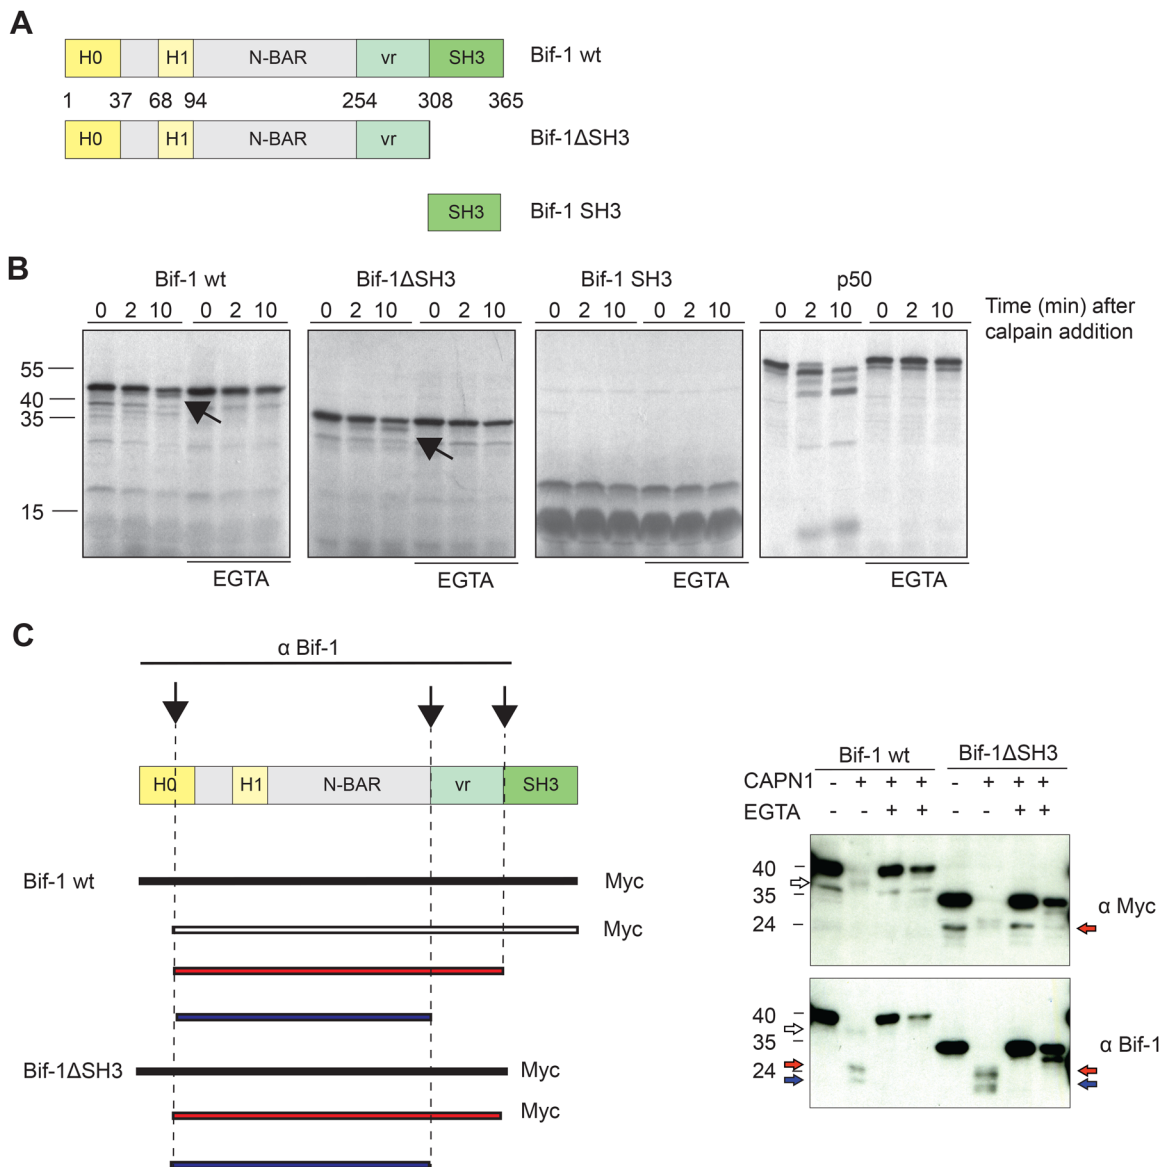 A
H0 H1 N-BAR vr SH3 Bif-1 wt
1 37 68 94 254 308 365
H0 H1 N-BAR vr Bif-1ΔSH3
SH3 Bif-1 SH3
B
Bif-1 wt Bif-1ΔSH3 Bif-1 SH3 p50
0 2 10 0 2 10 0 2 10 0 2 10 0 2 10 0 2 10 0 2 10 0 2 10 Time (min) after
calpain addition
55
40
35
15
EGTA EGTA EGTA EGTA
C
α Bif-1
H0 H1 N-BAR vr SH3
Bif-1 wt Myc
Myc
Bif-1ΔSH3 Myc
Myc
Bif-1 wt Bif-1ΔSH3
CAPN1 - + + + - + + +
EGTA - - + + - - + +
40
35
24
α Myc
40
35
24
α Bif-1